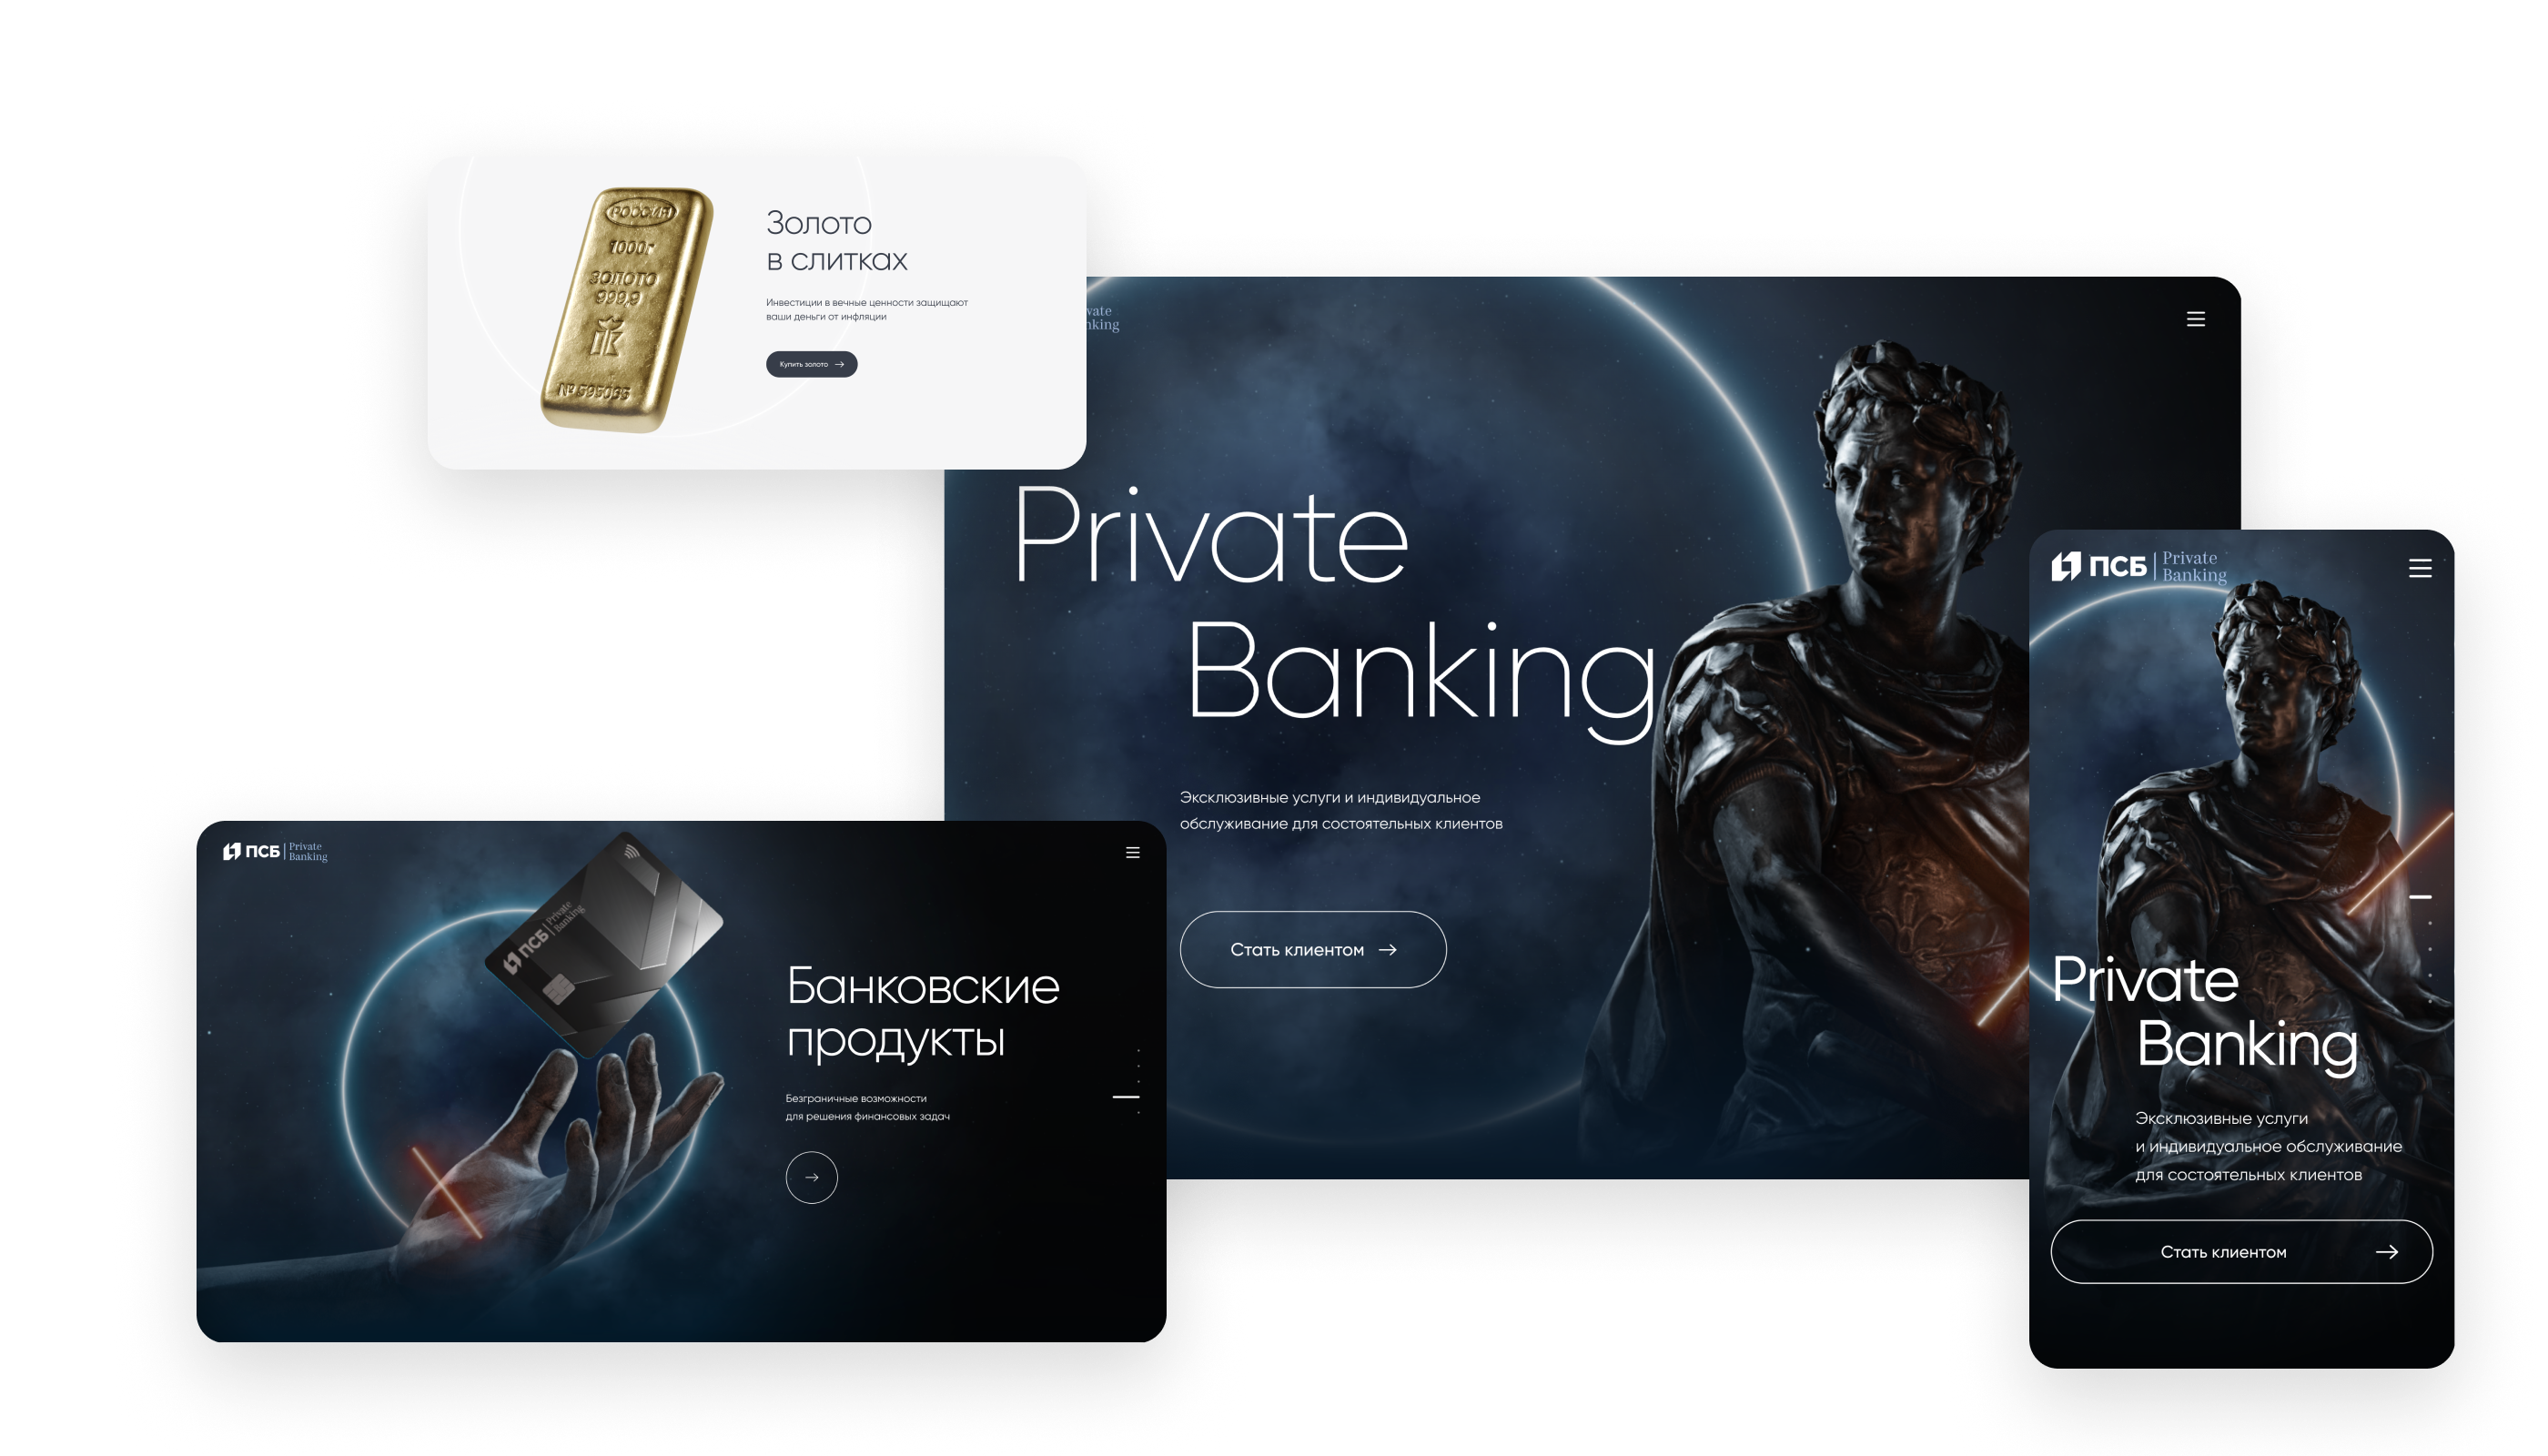 РОССИЯ
1000г
ЗОЛОТО
999,9
№ 595065
Золото
в слитках
Инвестиции в вечные ценности защищают
ваши деньги от инфляции
Купить золото
Private
Banking
Эксклюзивные услуги и индивидуальное
обслуживание для состоятельных клиентов
Стать клиентом
ПСБ
Private
Banking
ПСБ
Private
Banking
Банковские
продукты
Безграничные возможности
для решения финансовых задач
ПСБ
Private
Banking
Private
Banking
Эксклюзивные услуги
и индивидуальное обслуживание
для состоятельных клиентов
Стать клиентом